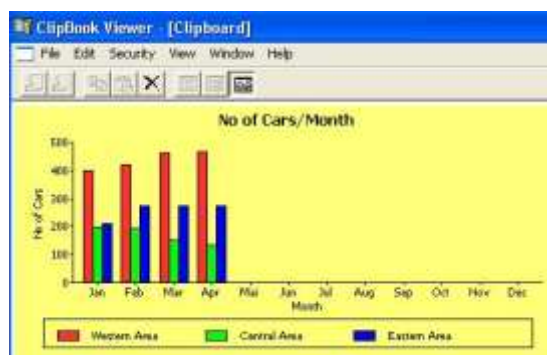 ClipBook Viewer - [Clipboard]
File Edit Security View Window Help
No of Cars/Month
500
400
300
200
100
0
No of Cars
Jan Feb Mar Apr Mai Jun Jul Aug Sep Oct Nov Dec
Month
Western Area Central Area Eastern Area